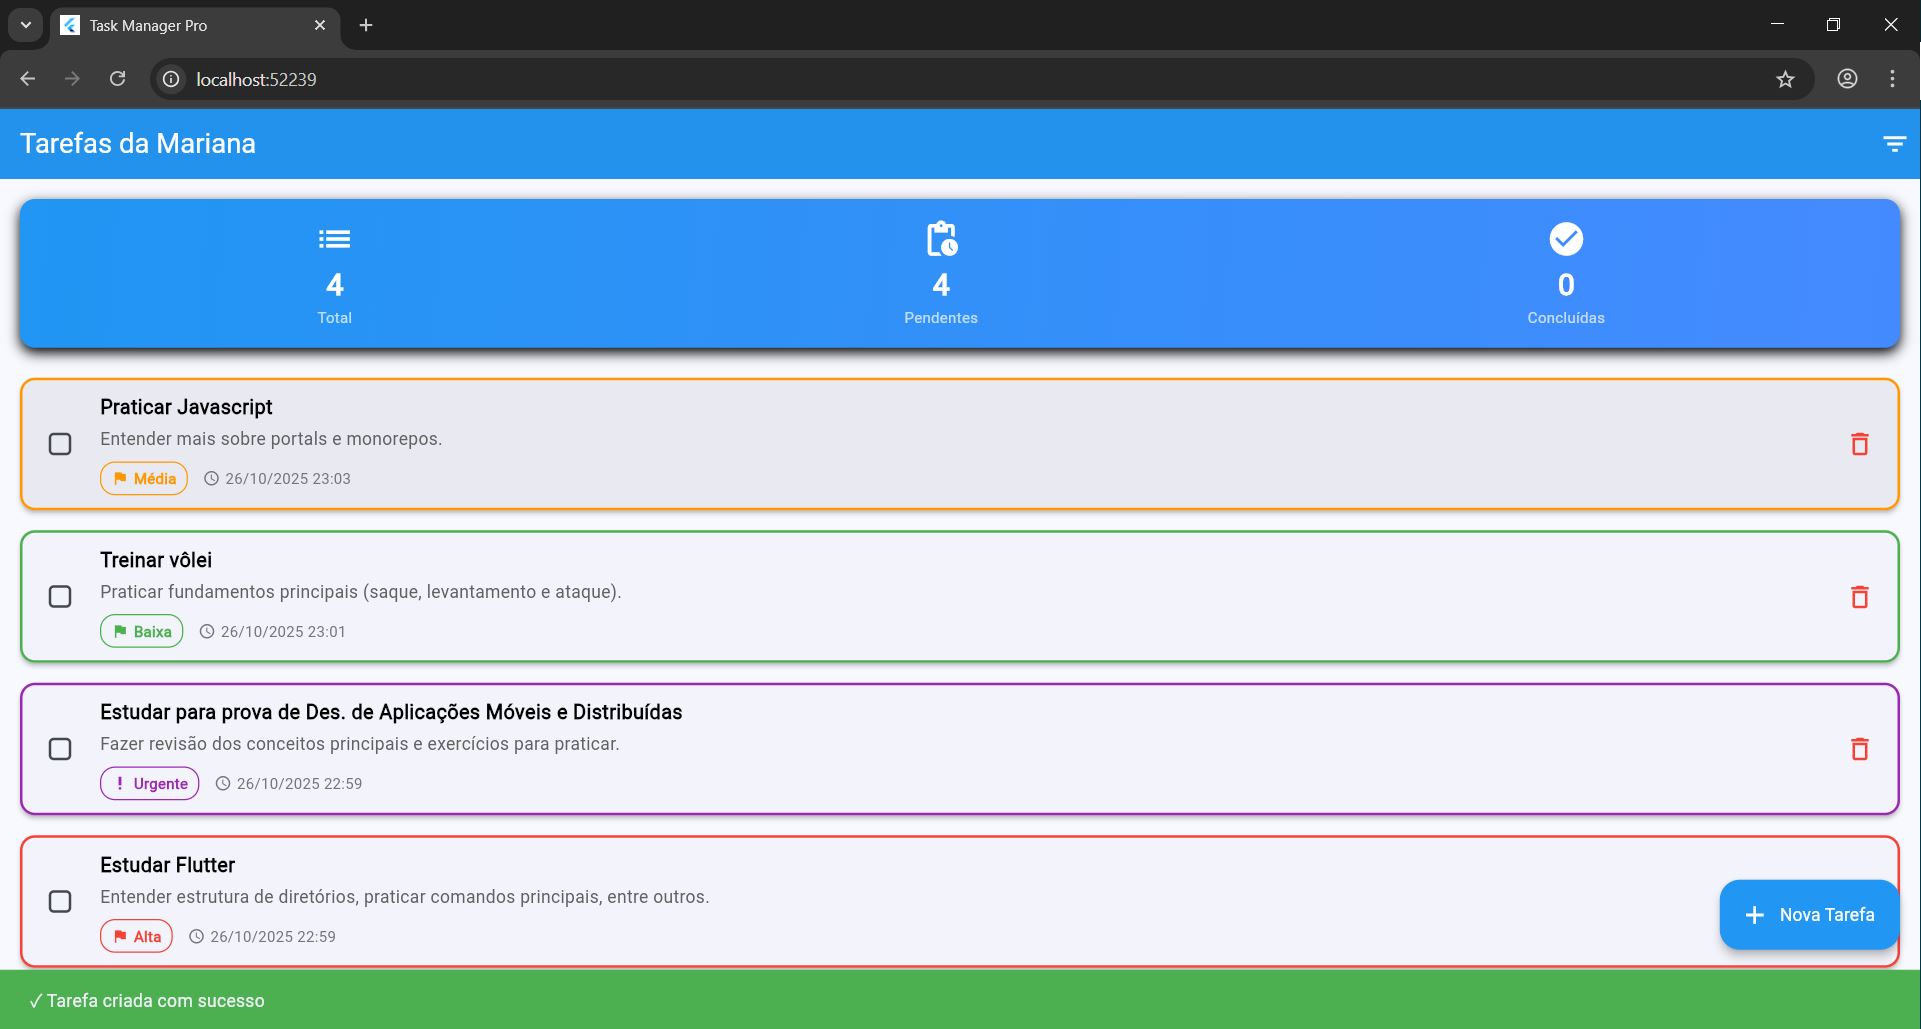 Task Manager Pro
localhost:52239
Tarefas da Mariana
4
Total
4
Pendentes
0
Concluídas
Praticar Javascript
Entender mais sobre portals e monorepos.
Média 26/10/2025 23:03
Treinar vôlei
Praticar fundamentos principais (saque, levantamento e ataque).
Baixa 26/10/2025 23:01
Estudar para prova de Des. de Aplicações Móveis e Distribuídas
Fazer revisão dos conceitos principais e exercícios para praticar.
! Urgente 26/10/2025 22:59
Estudar Flutter
Entender estrutura de diretórios, praticar comandos principais, entre outros.
Alta 26/10/2025 22:59
+ Nova Tarefa
✓ Tarefa criada com sucesso